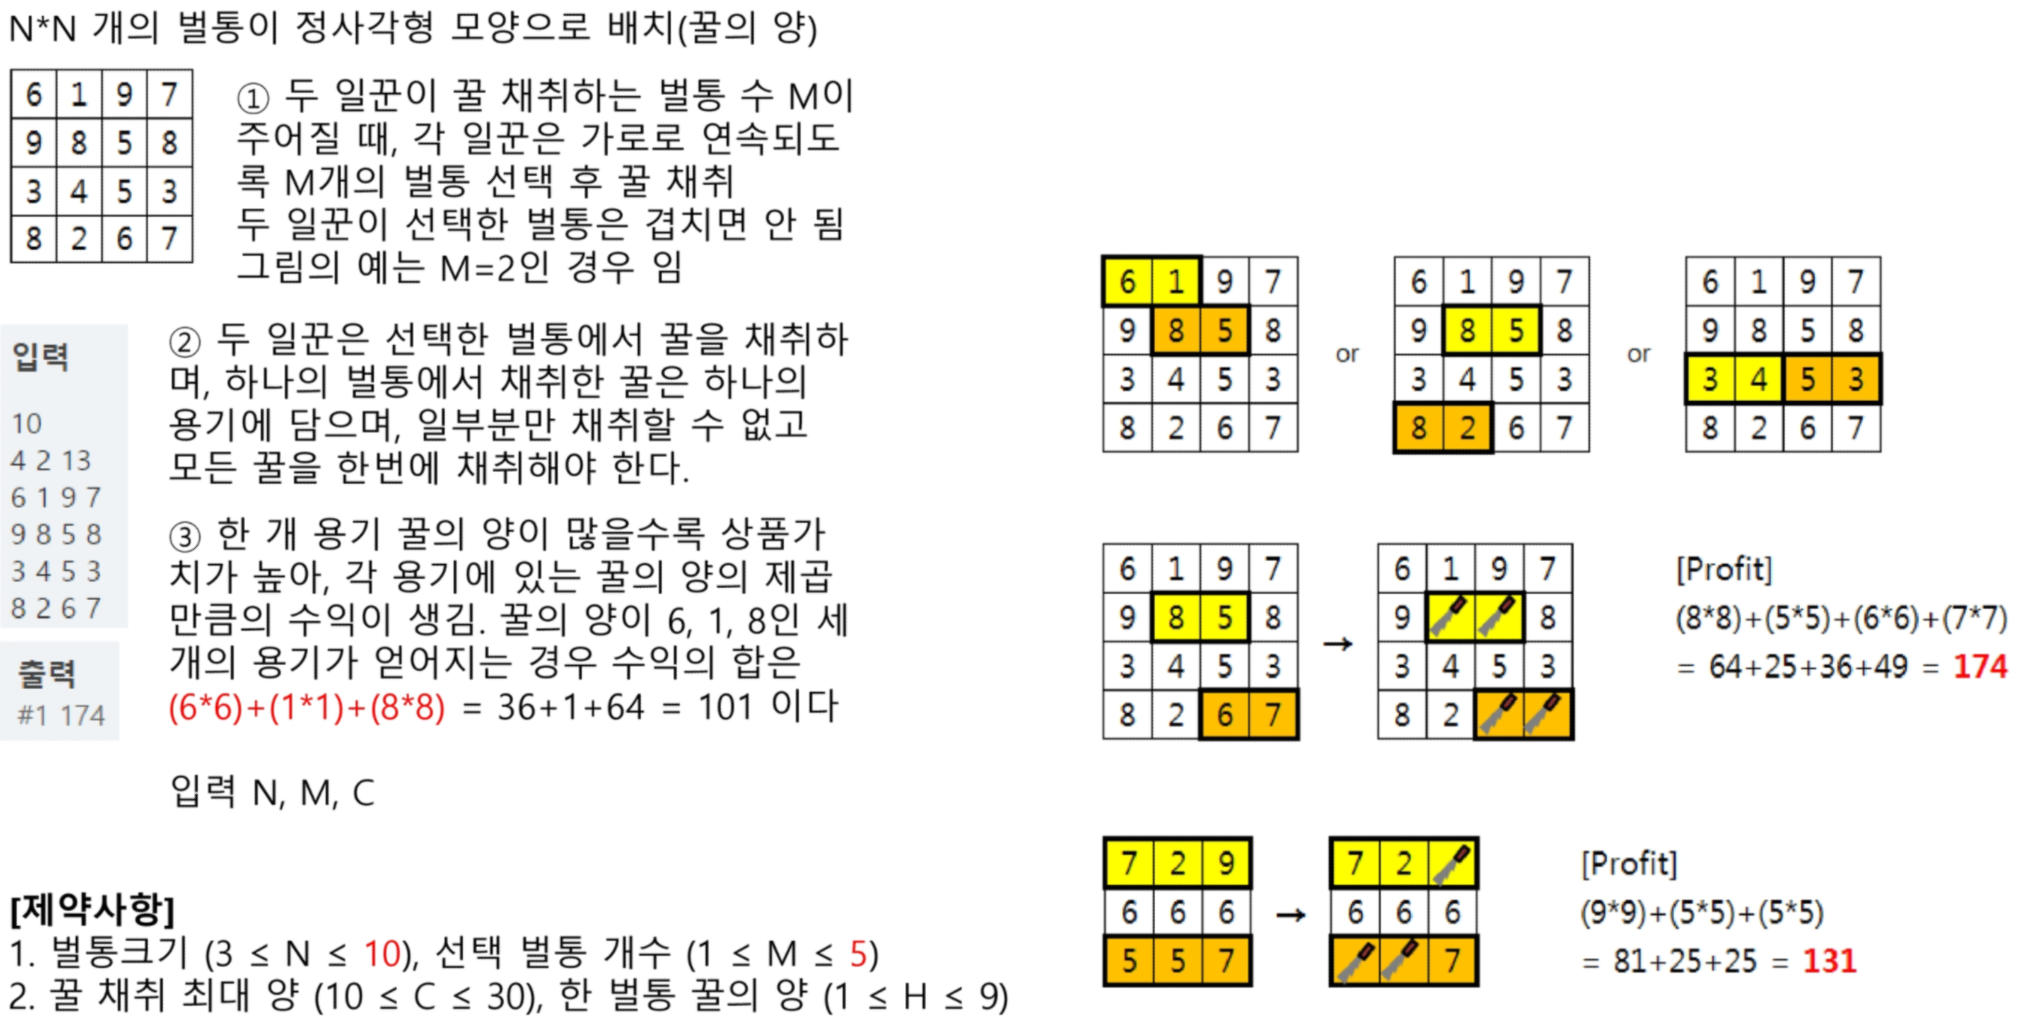 N*N 개의 벌통이 정사각형 모양으로 배치(꿀의 양)
6 1 9 7
9 8 5 8
3 4 5 3
8 2 6 7
① 두 일꾼이 꿀 채취하는 벌통 수 M이
주어질 때, 각 일꾼은 가로로 연속되도
록 M개의 벌통 선택 후 꿀 채취
두 일꾼이 선택한 벌통은 겹치면 안 됨
그림의 예는 M=2인 경우 임
입력
10
4 2 13
6 1 9 7
9 8 5 8
3 4 5 3
8 2 6 7
출력
#1 174
② 두 일꾼은 선택한 벌통에서 꿀을 채취하
며, 하나의 벌통에서 채취한 꿀은 하나의
용기에 담으며, 일부분만 채취할 수 없고
모든 꿀을 한번에 채취해야 한다.
③ 한 개 용기 꿀의 양이 많을수록 상품가
치가 높아, 각 용기에 있는 꿀의 양의 제곱
만큼의 수익이 생김. 꿀의 양이 6, 1, 8인 세
개의 용기가 얻어지는 경우 수익의 합은
(6*6)+(1*1)+(8*8) = 36+1+64 = 101 이다
입력 N, M, C
[제약사항]
1. 벌통크기 (3 ≤ N ≤ 10), 선택 벌통 개수 (1 ≤ M ≤ 5)
2. 꿀 채취 최대 양 (10 ≤ C ≤ 30), 한 벌통 꿀의 양 (1 ≤ H ≤ 9)
6 1 9 7
9 8 5 8
3 4 5 3
8 2 6 7
or
6 1 9 7
9 8 5 8
3 4 5 3
8 2 6 7
or
6 1 9 7
9 8 5 8
3 4 5 3
8 2 6 7
6 1 9 7
9 8 5 8
3 4 5 3
8 2 6 7
→
6 1 9 7
9 8
3 4 5 3
8 2
[Profit]
(8*8)+(5*5)+(6*6)+(7*7)
= 64+25+36+49 = 174
7 2 9
6 6 6
5 5 7
→
7 2
6 6 6
7
[Profit]
(9*9)+(5*5)+(5*5)
= 81+25+25 = 131